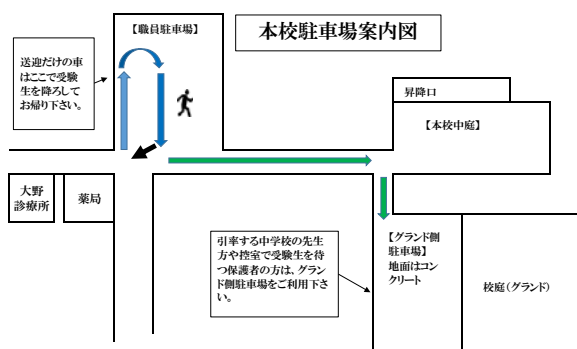 本校駐車場案内図
【職員駐車場】
送迎だけの車
はここで受験
生を降ろして
お帰り下さい。
昇降口
【本校中庭】
大野
診療所
薬局
引率する中学校の先生
方や控室で受験生を待
つ保護者の方は、グラン
ド側駐車場をご利用下さ
い。
【グランド側
駐車場】
地面はコン
クリート
校庭（グランド）